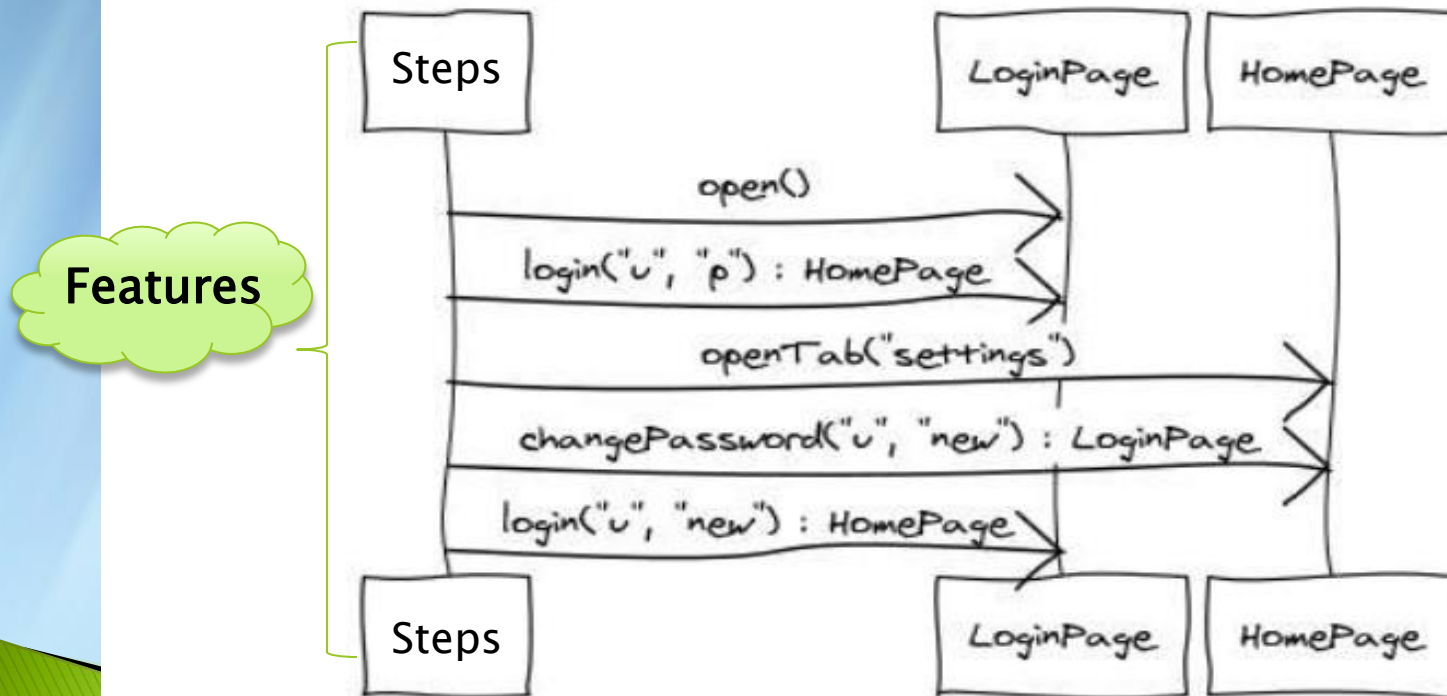 Steps
LoginPage
HomePage
open()
login("u", "p") : HomePage
Features
openTab("settings")
changePassword("u", "new") : LoginPage
login("u", "new") : HomePage
Steps
LoginPage
HomePage